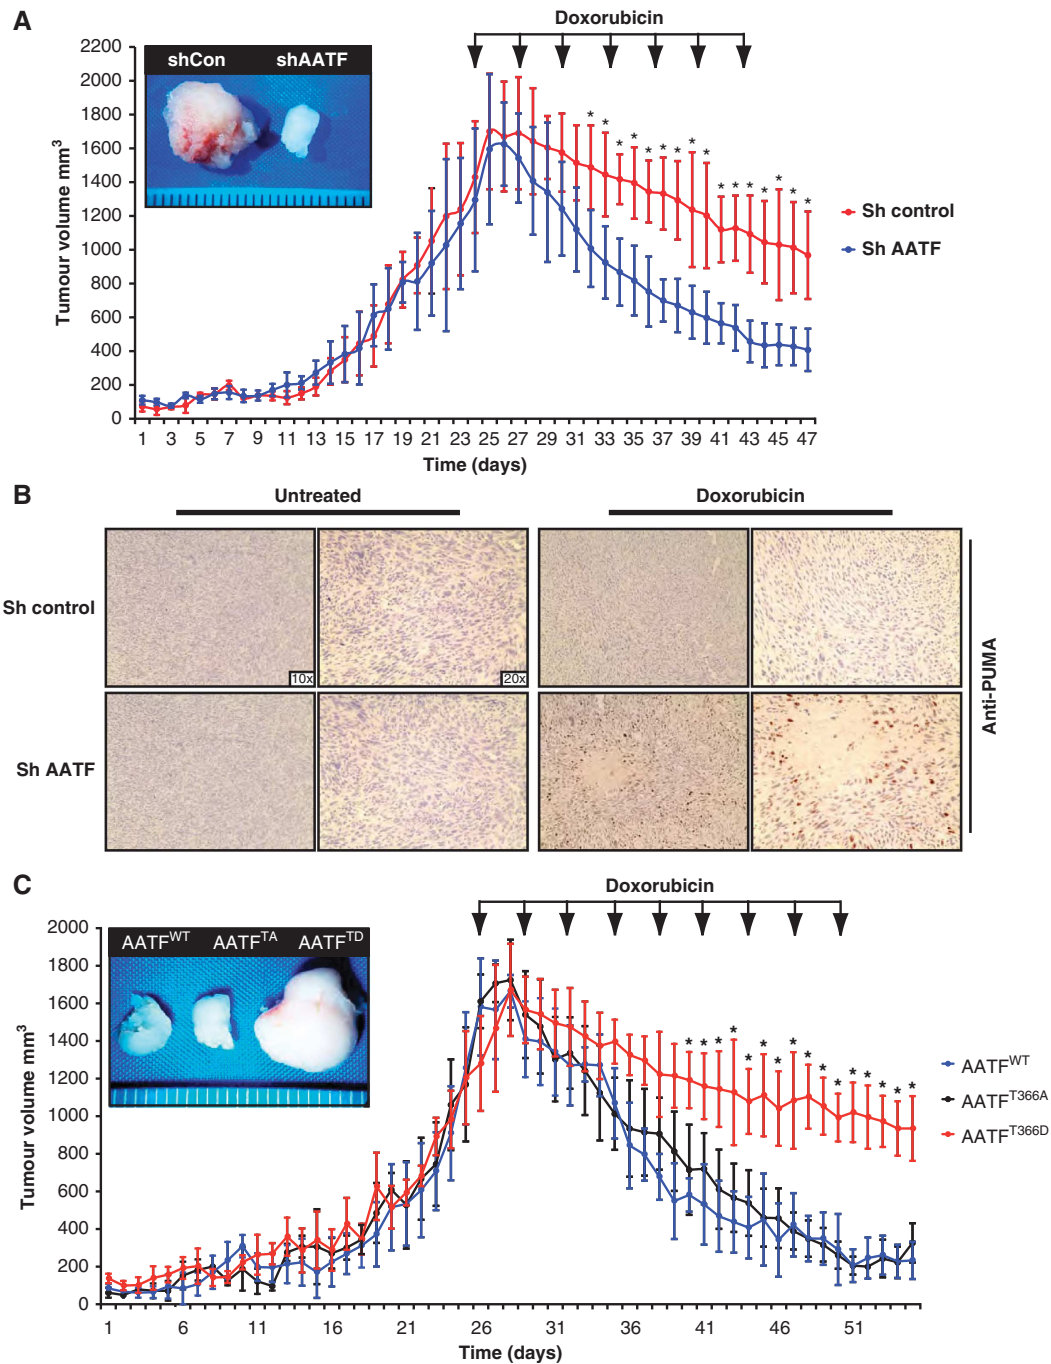 A
Doxorubicin
2200
2000
1800
1600
1400
1200
1000
800
600
400
200
0
Tumour volume mm³
shCon shAATF
* * * * * * * * * * * * * * * *
Sh control
Sh AATF
1 3 5 7 9 11 13 15 17 19 21 23 25 27 29 31 33 35 37 39 41 43 45 47
Time (days)
B
Untreated Doxorubicin
Sh control
10x 20x
Sh AATF
Anti-PUMA
C
Doxorubicin
2000
1800
1600
1400
1200
1000
800
600
400
200
0
Tumour volume mm³
AATFWT AATFTA AATFTD
* * * * * * * * * * * * * * * *
AATFWT
AATFT366A
AATFT366D
1 6 11 16 21 26 31 36 41 46 51
Time (days)